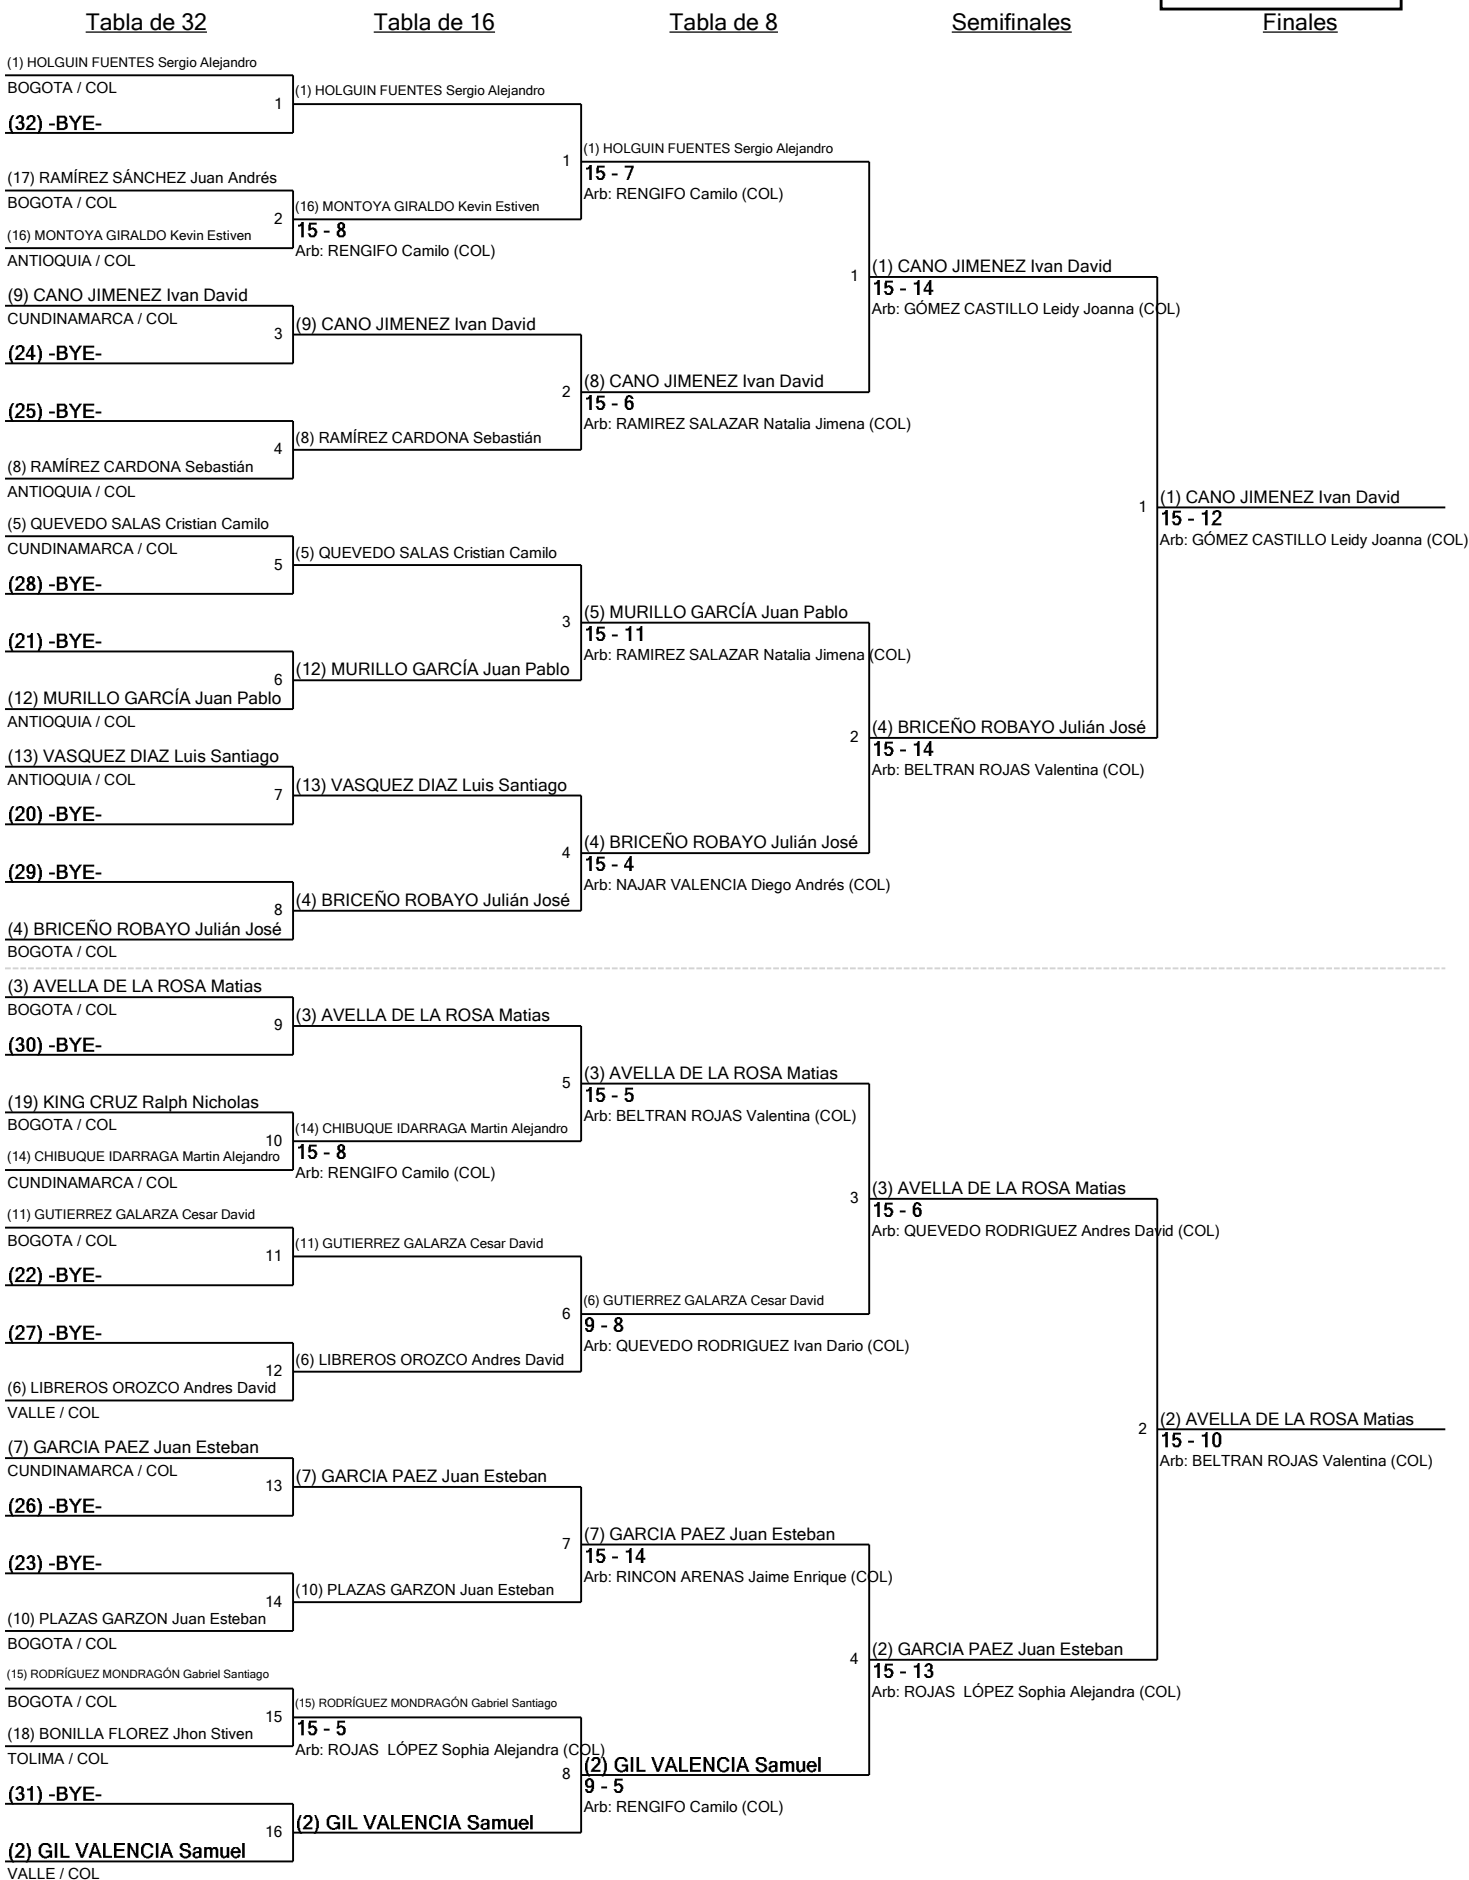 Tabla de 32
Tabla de 16
Tabla de 8
Semifinales
Finales
(1) HOLGUIN FUENTES Sergio Alejandro
BOGOTA / COL
1
(32) -BYE-
(17) RAMÍREZ SÁNCHEZ Juan Andrés
BOGOTA / COL
2
(16) MONTOYA GIRALDO Kevin Estiven
ANTIOQUIA / COL
(9) CANO JIMENEZ Ivan David
CUNDINAMARCA / COL
3
(24) -BYE-
(25) -BYE-
4
(8) RAMÍREZ CARDONA Sebastián
ANTIOQUIA / COL
(5) QUEVEDO SALAS Cristian Camilo
CUNDINAMARCA / COL
5
(28) -BYE-
(21) -BYE-
6
(12) MURILLO GARCÍA Juan Pablo
ANTIOQUIA / COL
(13) VASQUEZ DIAZ Luis Santiago
ANTIOQUIA / COL
7
(20) -BYE-
(29) -BYE-
8
(4) BRICEÑO ROBAYO Julián José
BOGOTA / COL
(3) AVELLA DE LA ROSA Matias
BOGOTA / COL
9
(30) -BYE-
(19) KING CRUZ Ralph Nicholas
BOGOTA / COL
10
(14) CHIBUQUE IDARRAGA Martin Alejandro
CUNDINAMARCA / COL
(11) GUTIERREZ GALARZA Cesar David
BOGOTA / COL
11
(22) -BYE-
(27) -BYE-
12
(6) LIBREROS OROZCO Andres David
VALLE / COL
(7) GARCIA PAEZ Juan Esteban
CUNDINAMARCA / COL
13
(26) -BYE-
(23) -BYE-
14
(10) PLAZAS GARZON Juan Esteban
BOGOTA / COL
(15) RODRÍGUEZ MONDRAGÓN Gabriel Santiago
BOGOTA / COL
15
(18) BONILLA FLOREZ Jhon Stiven
TOLIMA / COL
(31) -BYE-
16
(2) GIL VALENCIA Samuel
VALLE / COL
(1) HOLGUIN FUENTES Sergio Alejandro
1
(16) MONTOYA GIRALDO Kevin Estiven
15 - 8
Arb: RENGIFO Camilo (COL)
(9) CANO JIMENEZ Ivan David
2
(8) RAMÍREZ CARDONA Sebastián
(5) QUEVEDO SALAS Cristian Camilo
3
(12) MURILLO GARCÍA Juan Pablo
(13) VASQUEZ DIAZ Luis Santiago
4
(4) BRICEÑO ROBAYO Julián José
(3) AVELLA DE LA ROSA Matias
5
(14) CHIBUQUE IDARRAGA Martin Alejandro
15 - 8
Arb: RENGIFO Camilo (COL)
(11) GUTIERREZ GALARZA Cesar David
6
(6) LIBREROS OROZCO Andres David
(7) GARCIA PAEZ Juan Esteban
7
(10) PLAZAS GARZON Juan Esteban
(15) RODRÍGUEZ MONDRAGÓN Gabriel Santiago
15 - 5
Arb: ROJAS  LÓPEZ Sophia Alejandra (COL)
8
(2) GIL VALENCIA Samuel
(1) HOLGUIN FUENTES Sergio Alejandro
15 - 7
Arb: RENGIFO Camilo (COL)
1
(8) CANO JIMENEZ Ivan David
15 - 6
Arb: RAMIREZ SALAZAR Natalia Jimena (COL)
(5) MURILLO GARCÍA Juan Pablo
15 - 11
Arb: RAMIREZ SALAZAR Natalia Jimena (COL)
2
(4) BRICEÑO ROBAYO Julián José
15 - 4
Arb: NAJAR VALENCIA Diego Andrés (COL)
(3) AVELLA DE LA ROSA Matias
15 - 5
Arb: BELTRAN ROJAS Valentina (COL)
3
(6) GUTIERREZ GALARZA Cesar David
9 - 8
Arb: QUEVEDO RODRIGUEZ Ivan Dario (COL)
(7) GARCIA PAEZ Juan Esteban
15 - 14
Arb: RINCON ARENAS Jaime Enrique (COL)
4
(2) GIL VALENCIA Samuel
9 - 5
Arb: RENGIFO Camilo (COL)
(1) CANO JIMENEZ Ivan David
15 - 14
Arb: GÓMEZ CASTILLO Leidy Joanna (COL)
1
(4) BRICEÑO ROBAYO Julián José
15 - 14
Arb: BELTRAN ROJAS Valentina (COL)
(3) AVELLA DE LA ROSA Matias
15 - 6
Arb: QUEVEDO RODRIGUEZ Andres David (COL)
2
(2) GARCIA PAEZ Juan Esteban
15 - 13
Arb: ROJAS  LÓPEZ Sophia Alejandra (COL)
(1) CANO JIMENEZ Ivan David
15 - 12
Arb: GÓMEZ CASTILLO Leidy Joanna (COL)
(2) AVELLA DE LA ROSA Matias
15 - 10
Arb: BELTRAN ROJAS Valentina (COL)